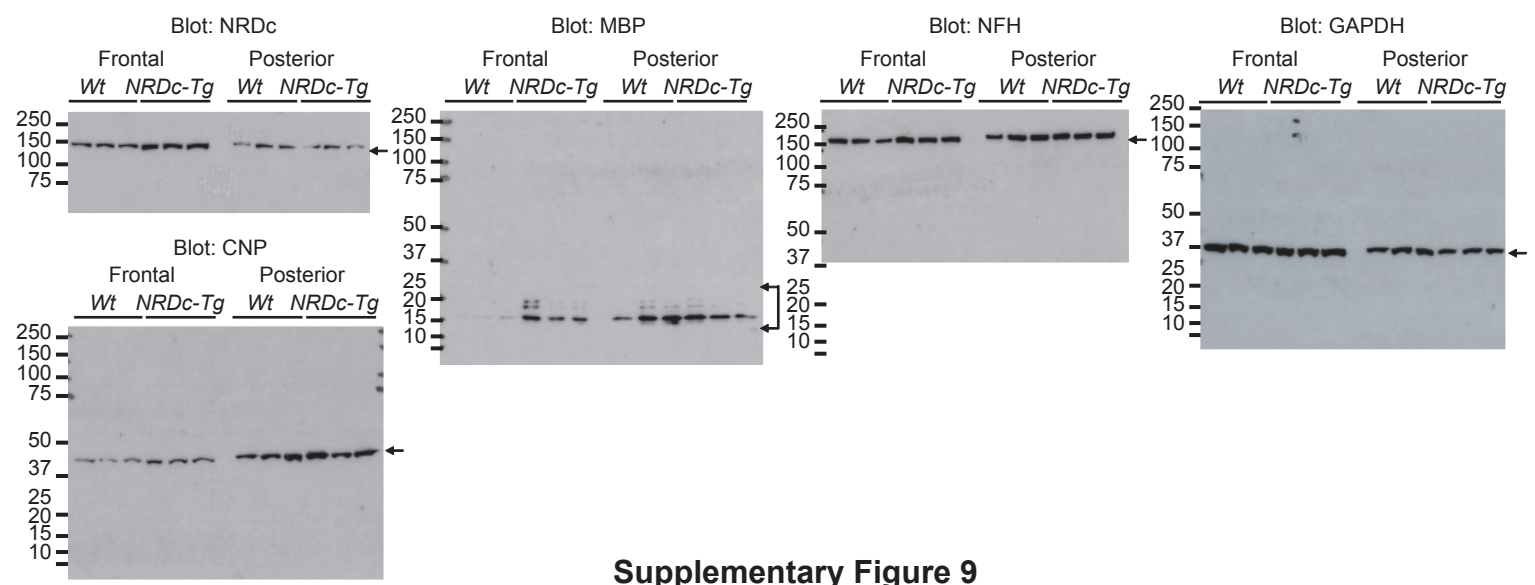 Blot: NRDc
Frontal Posterior
Wt NRDc-Tg Wt NRDc-Tg
250
150
100
75
Blot: CNP
Frontal Posterior
Wt NRDc-Tg Wt NRDc-Tg
250
150
100
75
50
37
25
20
15
10
Blot: MBP
Frontal Posterior
Wt NRDc-Tg Wt NRDc-Tg
250
150
100
75
50
37
25
20
15
10
Blot: NFH
Frontal Posterior
Wt NRDc-Tg Wt NRDc-Tg
250
150
100
75
50
37
25
20
15
10
Blot: GAPDH
Frontal Posterior
Wt NRDc-Tg Wt NRDc-Tg
250
150
100
75
50
37
25
20
15
10
Supplementary Figure 9